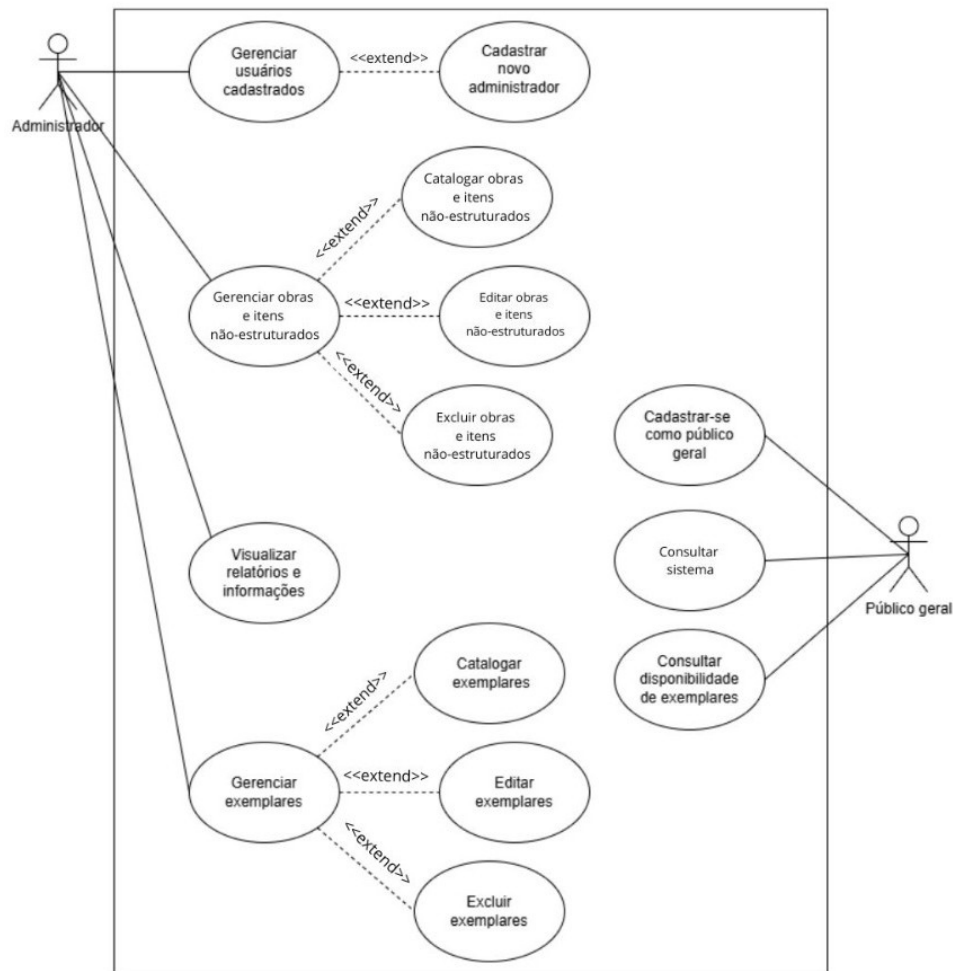 Administrador
Gerenciar
usuários
cadastrados
<<extend>>
Cadastrar
novo
administrador
Catalogar obras
e itens
não-estruturados
<<extend>>
Gerenciar obras
e itens
não-estruturados
<<extend>>
Editar obras
e itens
não-estruturados
<<extend>>
Excluir obras
e itens
não-estruturados
Cadastrar-se
como público
geral
Visualizar
relatórios e
informações
Consultar
sistema
Público geral
Catalogar
exemplares
<<extend>>
Consultar
disponibilidade
de exemplares
Gerenciar
exemplares
<<extend>>
Editar
exemplares
<<extend>>
Excluir
exemplares